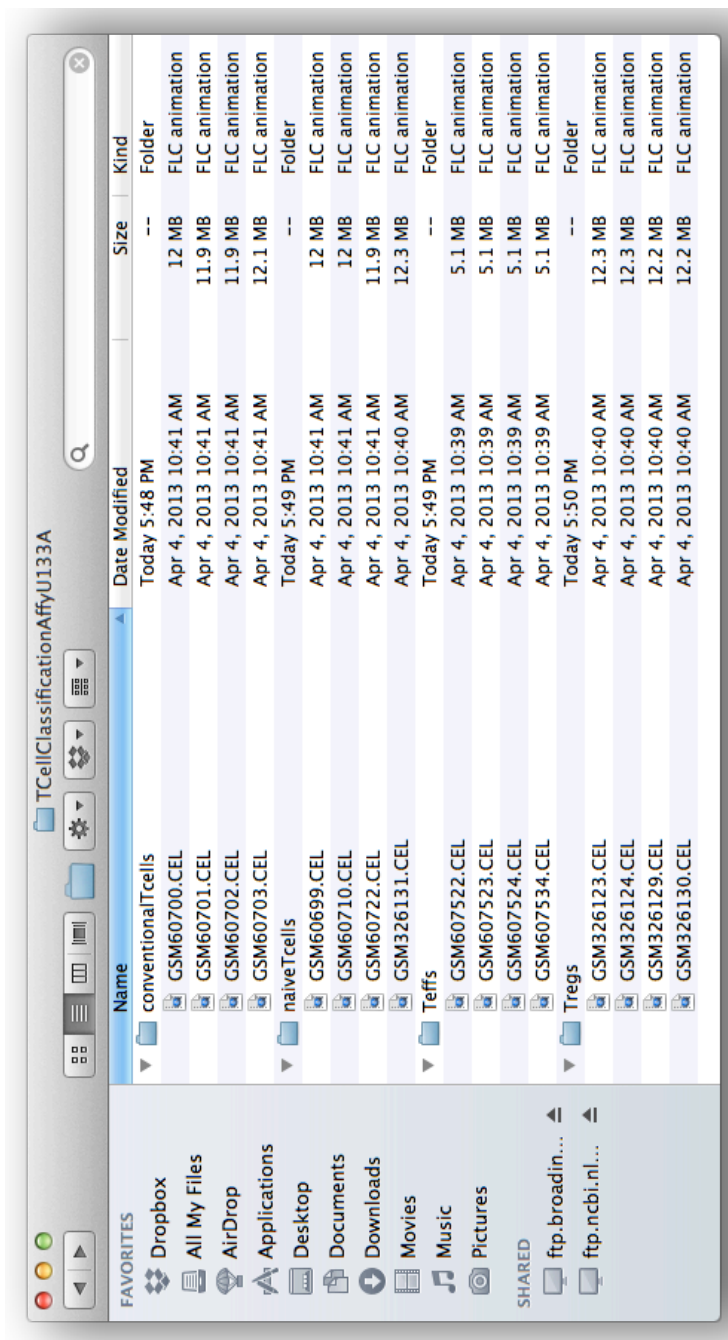 TCellClassificationAffyU133A
FAVORITES
Dropbox
All My Files
AirDrop
Applications
Desktop
Documents
Downloads
Movies
Music
Pictures
SHARED
ftp.broadin...
ftp.ncbi.nl...
Name Date Modified Size Kind
conventionalTcells Today 5:48 PM -- Folder
GSM60700.CEL Apr 4, 2013 10:41 AM 12 MB FLC animation
GSM60701.CEL Apr 4, 2013 10:41 AM 11.9 MB FLC animation
GSM60702.CEL Apr 4, 2013 10:41 AM 11.9 MB FLC animation
GSM60703.CEL Apr 4, 2013 10:41 AM 12.1 MB FLC animation
naiveTcells Today 5:49 PM -- Folder
GSM60699.CEL Apr 4, 2013 10:41 AM 12 MB FLC animation
GSM60710.CEL Apr 4, 2013 10:41 AM 12 MB FLC animation
GSM60722.CEL Apr 4, 2013 10:41 AM 11.9 MB FLC animation
GSM326131.CEL Apr 4, 2013 10:40 AM 12.3 MB FLC animation
Teffs Today 5:49 PM -- Folder
GSM607522.CEL Apr 4, 2013 10:39 AM 5.1 MB FLC animation
GSM607523.CEL Apr 4, 2013 10:39 AM 5.1 MB FLC animation
GSM607524.CEL Apr 4, 2013 10:39 AM 5.1 MB FLC animation
GSM607534.CEL Apr 4, 2013 10:39 AM 5.1 MB FLC animation
Tregs Today 5:50 PM -- Folder
GSM326123.CEL Apr 4, 2013 10:40 AM 12.3 MB FLC animation
GSM326124.CEL Apr 4, 2013 10:40 AM 12.3 MB FLC animation
GSM326129.CEL Apr 4, 2013 10:40 AM 12.2 MB FLC animation
GSM326130.CEL Apr 4, 2013 10:40 AM 12.2 MB FLC animation